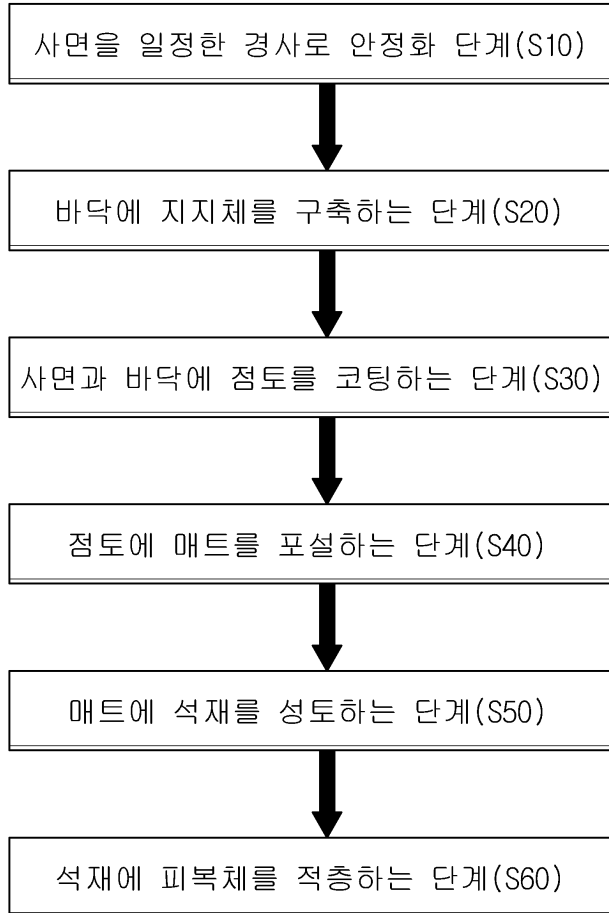 사면을 일정한 경사로 안정화 단계(S10)
바닥에 지지체를 구축하는 단계(S20)
사면과 바닥에 점토를 코팅하는 단계(S30)
점토에 매트를 포설하는 단계(S40)
매트에 석재를 성토하는 단계(S50)
석재에 피복체를 적층하는 단계(S60)